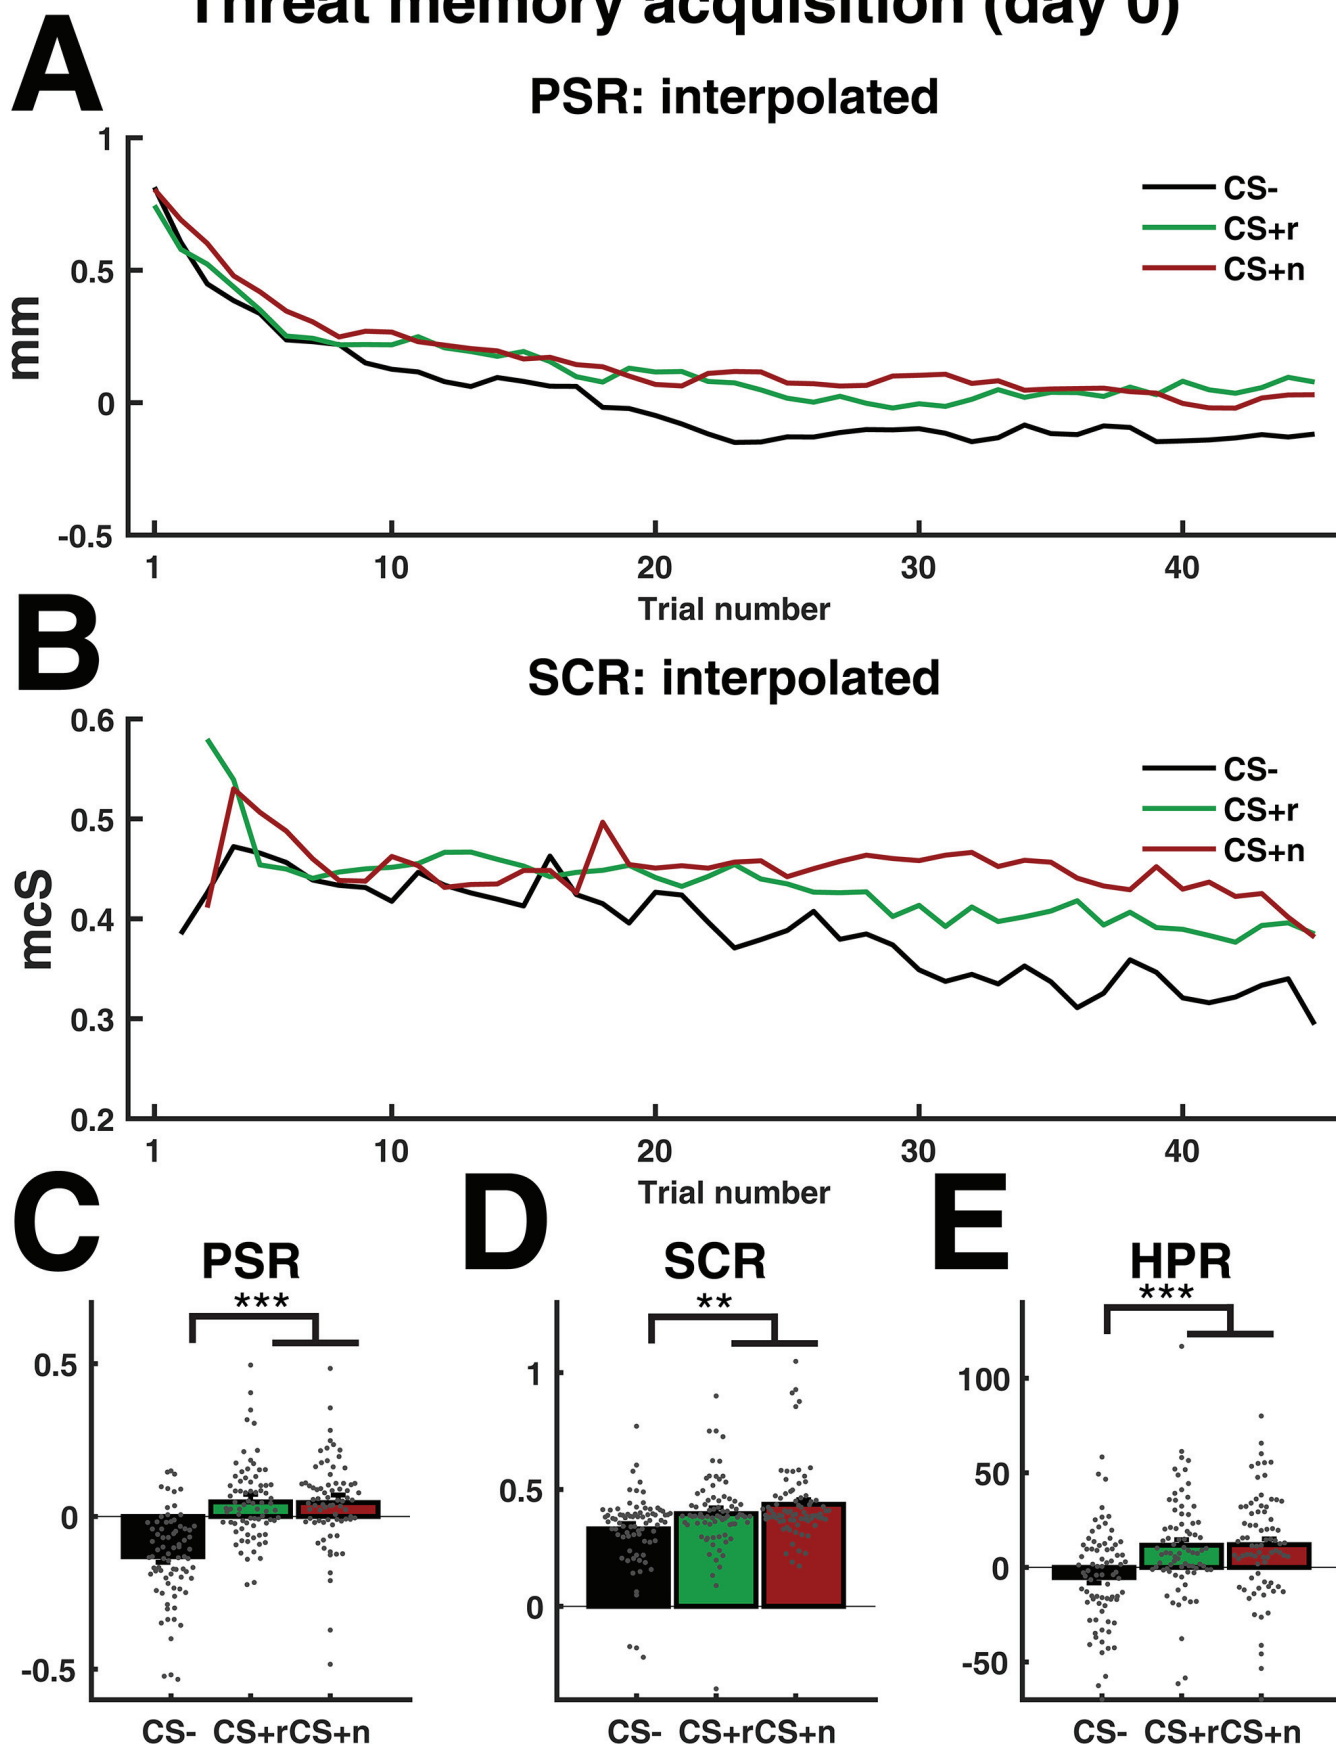 Threat memory acquisition (day 0)
A
PSR: interpolated
1
0.5
0
-0.5
mm
CS-
CS+r
CS+n
1 10 20 30 40
Trial number
B
SCR: interpolated
0.6
0.5
0.4
0.3
0.2
mcS
CS-
CS+r
CS+n
1 10 20 30 40
Trial number
C
PSR
***
0.5
0
-0.5
CS- CS+r CS+n
D
SCR
**
1
0.5
0
CS- CS+r CS+n
E
HPR
***
100
50
0
-50
CS- CS+r CS+n